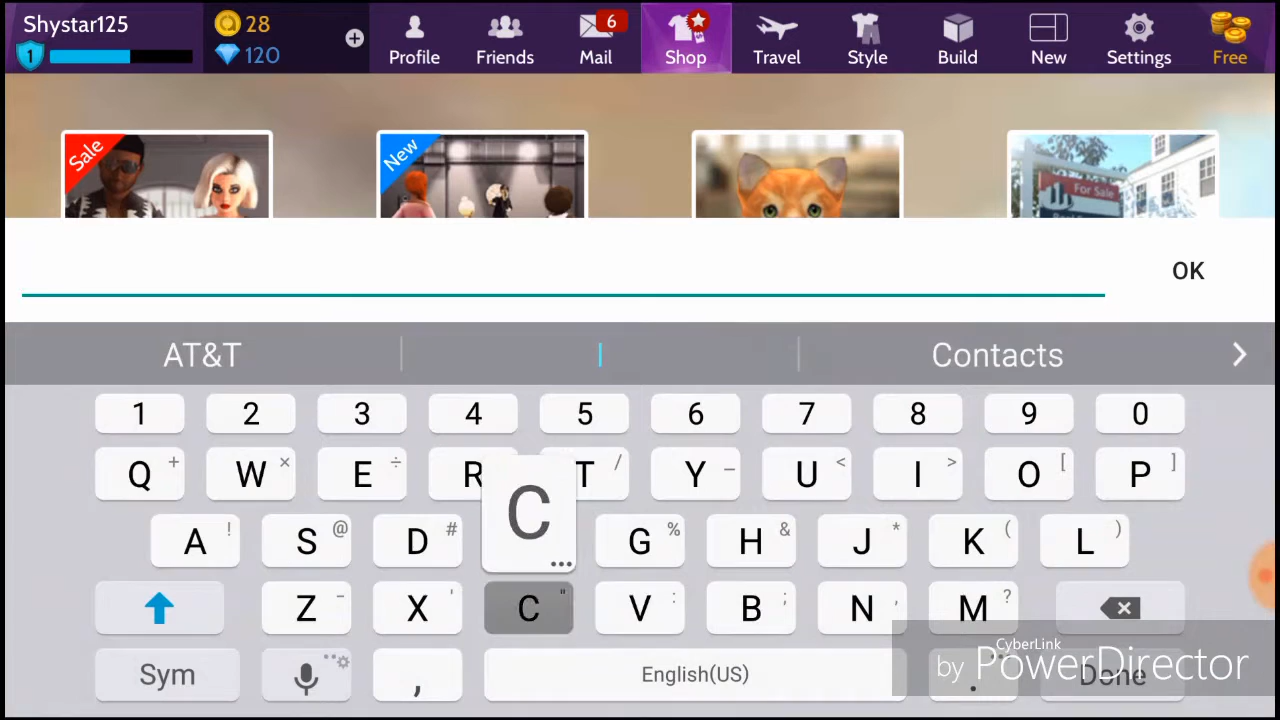 Shystar125
1
28
120
Profile
Friends
6
Mail
Shop
Travel
Style
Build
New
Settings
Free
Sale
New
For Sale
OK
AT&T
Contacts
1 2 3 4 5 6 7 8 9 0
Q + W × E ÷ R T / Y _ U < I > O [ P ]
C ...
A ! S @ D # G % H & J * K ( L )
Z - X ' C " V : B ; N , M ?
Sym , English(US) . Done
CyberLink
by PowerDirector